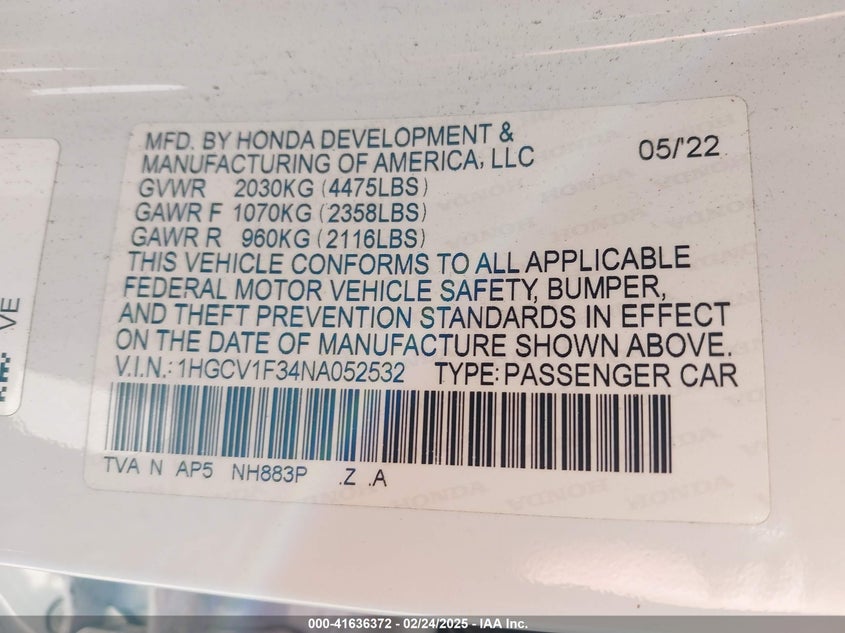 MFD. BY HONDA DEVELOPMENT &
MANUFACTURING OF AMERICA, LLC
05/'22
GVWR 2030KG (4475LBS)
GAWR F 1070KG (2358LBS)
GAWR R 960KG (2116LBS)
THIS VEHICLE CONFORMS TO ALL APPLICABLE
FEDERAL MOTOR VEHICLE SAFETY, BUMPER,
AND THEFT PREVENTION STANDARDS IN EFFECT
ON THE DATE OF MANUFACTURE SHOWN ABOVE.
V.I.N.: 1HGCV1F34NA052532 TYPE: PASSENGER CAR
TVA N AP5 NH883P .Z .A
VE
HONDA
000-41636372 - 02/24/2025 - IAA Inc.